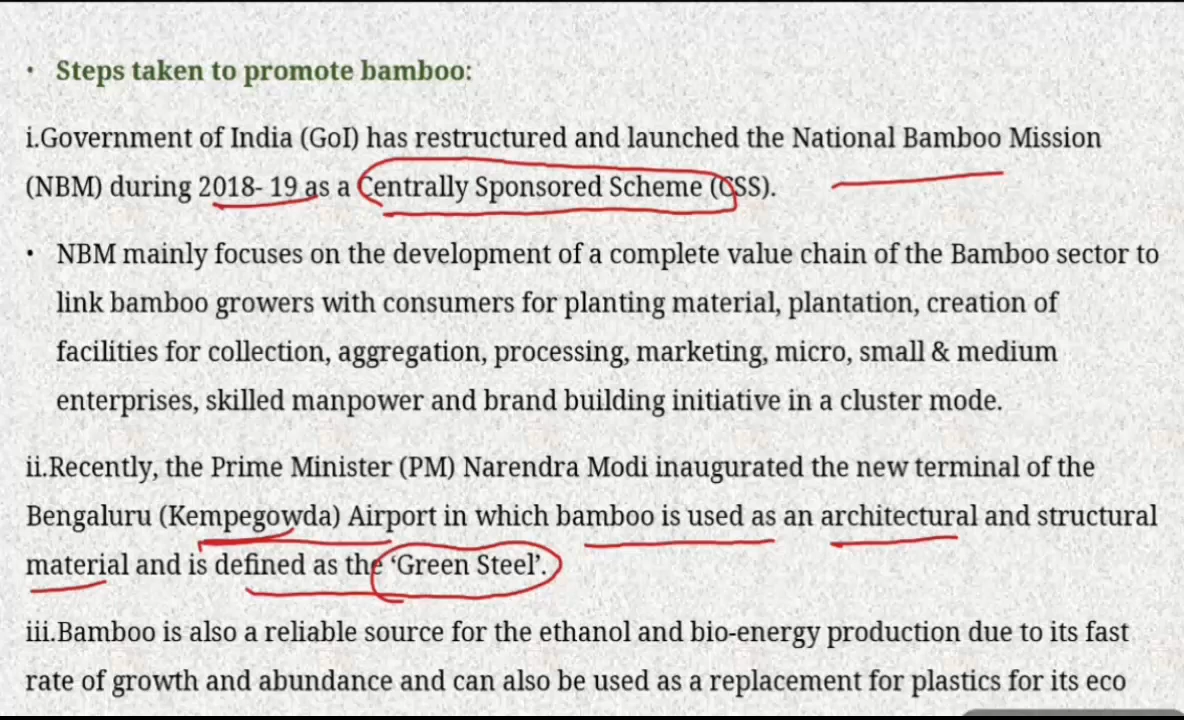 • Steps taken to promote bamboo:
i.Government of India (GoI) has restructured and launched the National Bamboo Mission
(NBM) during 2018- 19 as a Centrally Sponsored Scheme (CSS).
• NBM mainly focuses on the development of a complete value chain of the Bamboo sector to
link bamboo growers with consumers for planting material, plantation, creation of
facilities for collection, aggregation, processing, marketing, micro, small & medium
enterprises, skilled manpower and brand building initiative in a cluster mode.
ii.Recently, the Prime Minister (PM) Narendra Modi inaugurated the new terminal of the
Bengaluru (Kempegowda) Airport in which bamboo is used as an architectural and structural
material and is defined as the ‘Green Steel’.
iii.Bamboo is also a reliable source for the ethanol and bio-energy production due to its fast
rate of growth and abundance and can also be used as a replacement for plastics for its eco